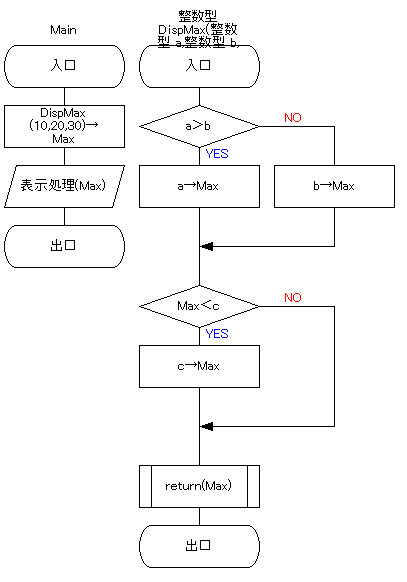 Main
入口
DispMax
(10,20,30)→
Max
表示処理(Max)
出口
整数型
DispMax(整数
型 a,整数型 b,
入口
a＞b
NO
YES
a→Max
b→Max
Max＜c
NO
YES
c→Max
return(Max)
出口